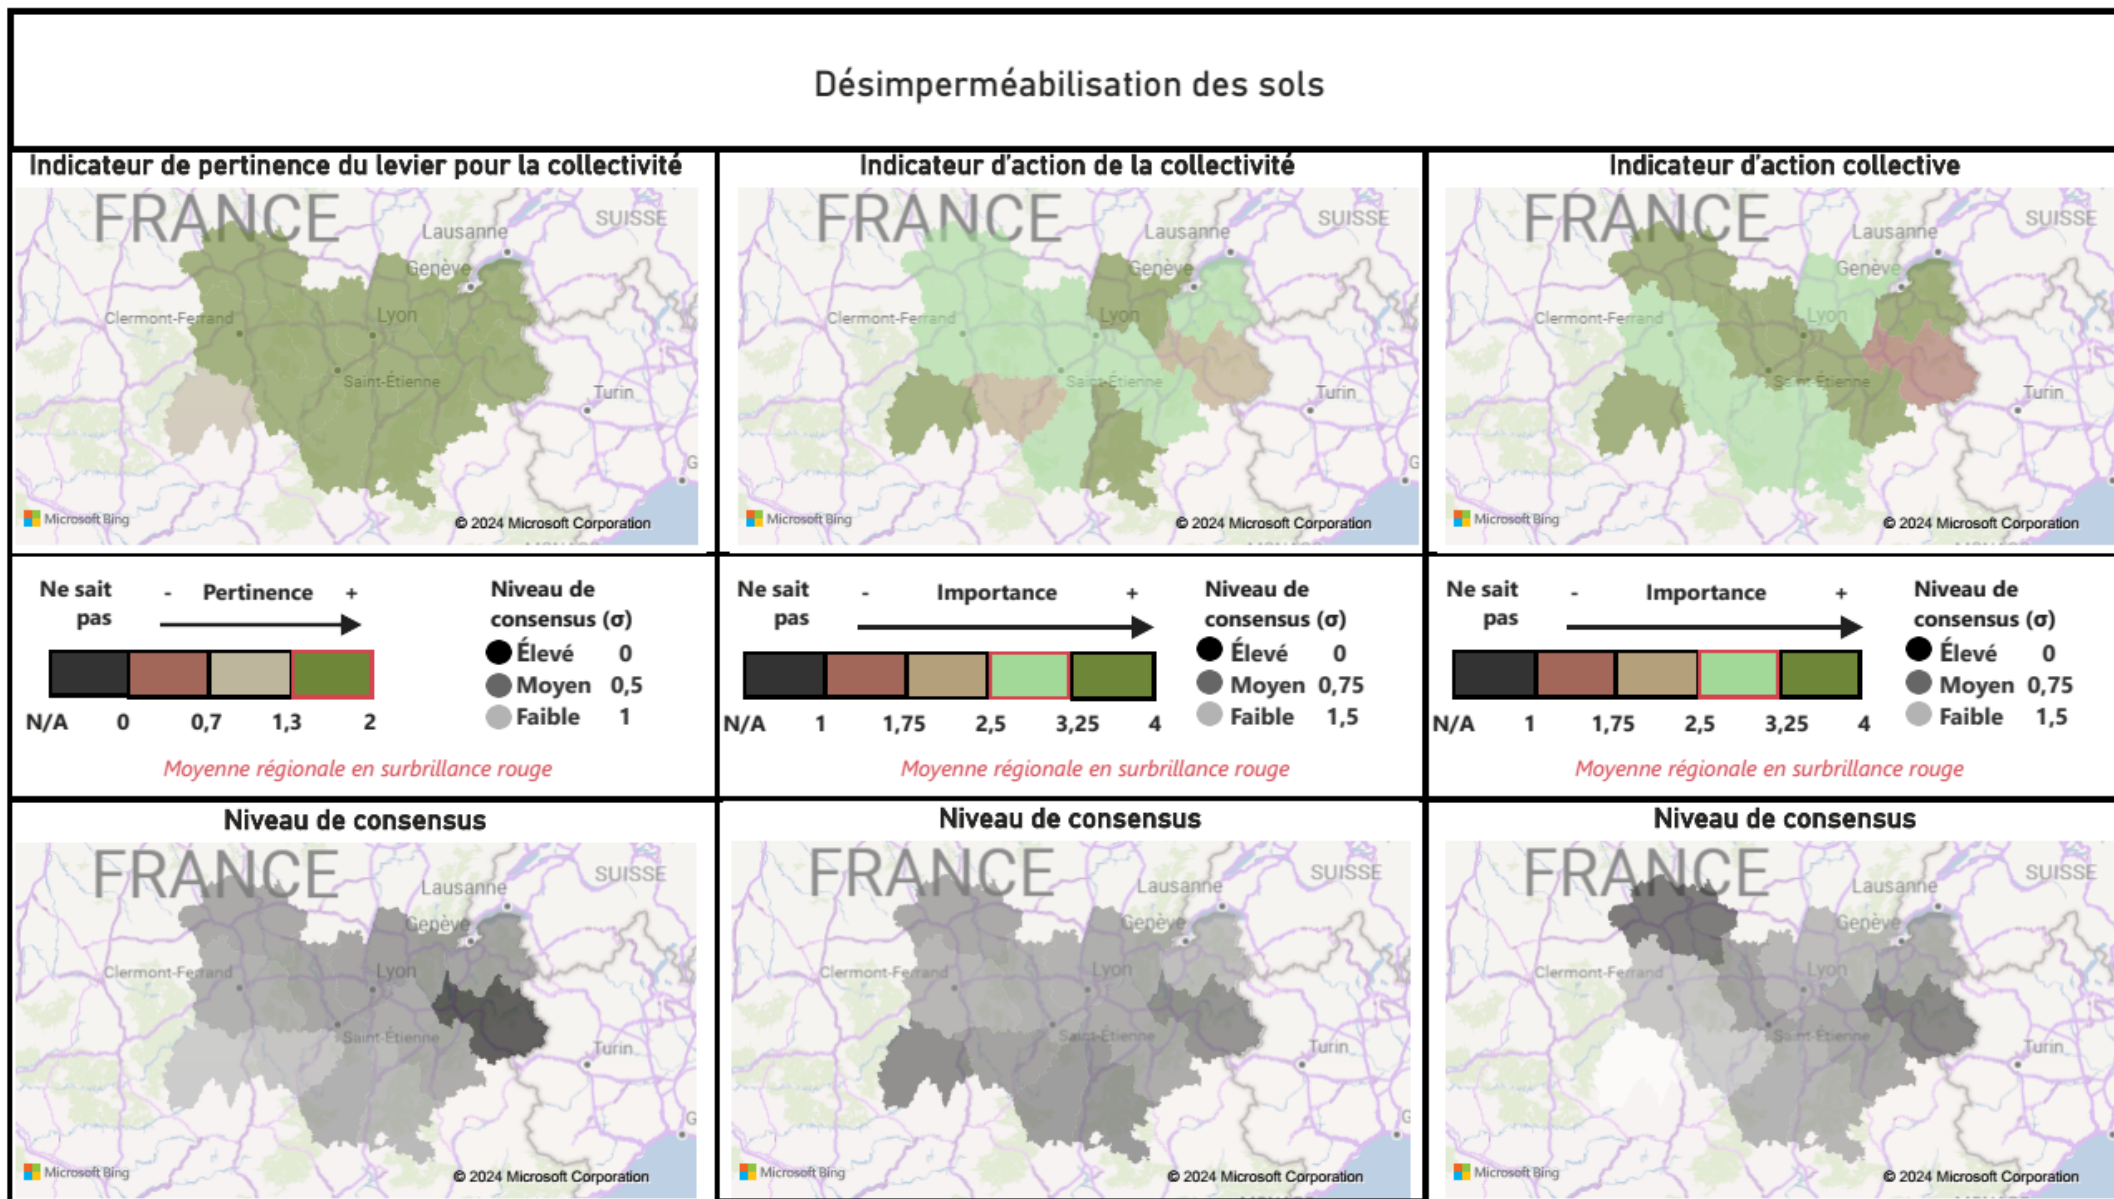 Désimperméabilisation des sols
Indicateur de pertinence du levier pour la collectivité
FRANCE
SUISSE
Lausanne
Genève
Clermont-Ferrand
Lyon
Saint-Étienne
Turin
G
Microsoft Bing
© 2024 Microsoft Corporation
Indicateur d'action de la collectivité
FRANCE
SUISSE
Lausanne
Genève
Clermont-Ferrand
Lyon
Saint-Étienne
Turin
G
Microsoft Bing
© 2024 Microsoft Corporation
Indicateur d'action collective
FRANCE
SUISSE
Lausanne
Genève
Clermont-Ferrand
Lyon
Saint-Étienne
Turin
Microsoft Bing
© 2024 Microsoft Corporation
Ne sait pas
- Pertinence +
N/A 0 0,7 1,3 2
Niveau de
consensus (σ)
Élevé 0
Moyen 0,5
Faible 1
Moyenne régionale en surbrillance rouge
Ne sait pas
- Importance +
N/A 1 1,75 2,5 3,25 4
Niveau de
consensus (σ)
Élevé 0
Moyen 0,75
Faible 1,5
Moyenne régionale en surbrillance rouge
Ne sait pas
- Importance +
N/A 1 1,75 2,5 3,25 4
Niveau de
consensus (σ)
Élevé 0
Moyen 0,75
Faible 1,5
Moyenne régionale en surbrillance rouge
Niveau de consensus
FRANCE
SUISSE
Lausanne
Genève
Clermont-Ferrand
Lyon
Saint-Étienne
Turin
G
Microsoft Bing
© 2024 Microsoft Corporation
Niveau de consensus
FRANCE
SUISSE
Lausanne
Genève
Clermont-Ferrand
Lyon
Saint-Étienne
Turin
G
Microsoft Bing
© 2024 Microsoft Corporation
Niveau de consensus
FRANCE
SUISSE
Lausanne
Genève
Clermont-Ferrand
Lyon
Saint-Étienne
Turin
Microsoft Bing
© 2024 Microsoft Corporation